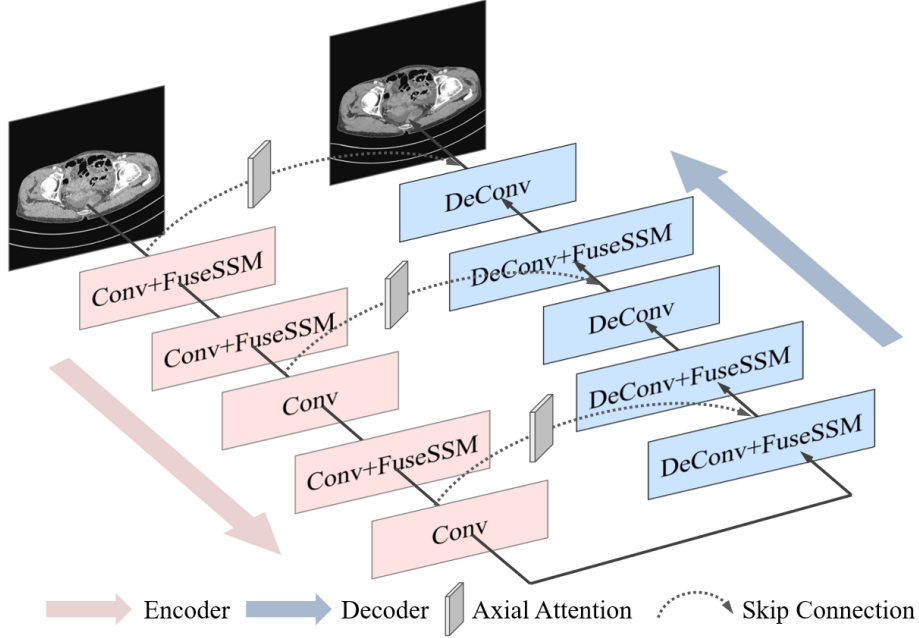 Conv+FuseSSM
Conv+FuseSSM
Conv
Conv+FuseSSM
Conv
DeConv
DeConv+FuseSSM
DeConv
DeConv+FuseSSM
DeConv+FuseSSM
Encoder
Decoder
Axial Attention
Skip Connection